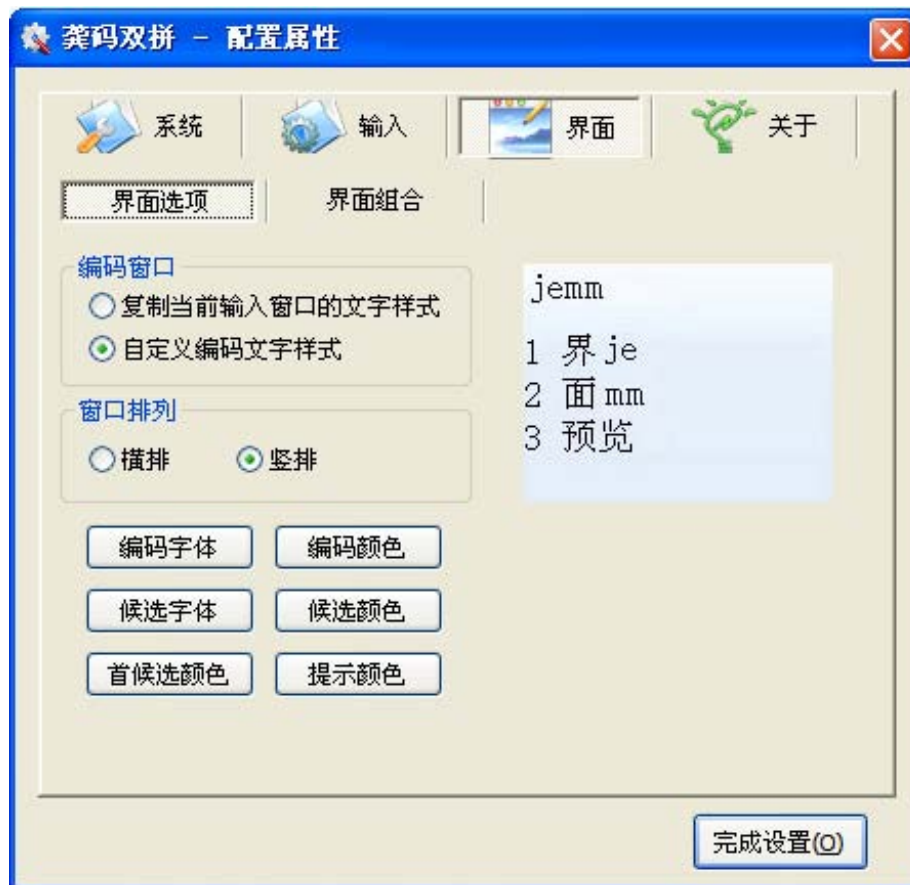 龚码双拼 - 配置属性
系统 输入 界面 关于
界面选项 界面组合
编码窗口
复制当前输入窗口的文字样式
自定义编码文字样式
窗口排列
横排 竖排
jemm
1 界je
2 面mm
3 预览
编码字体 编码颜色
候选字体 候选颜色
首候选颜色 提示颜色
完成设置(O)